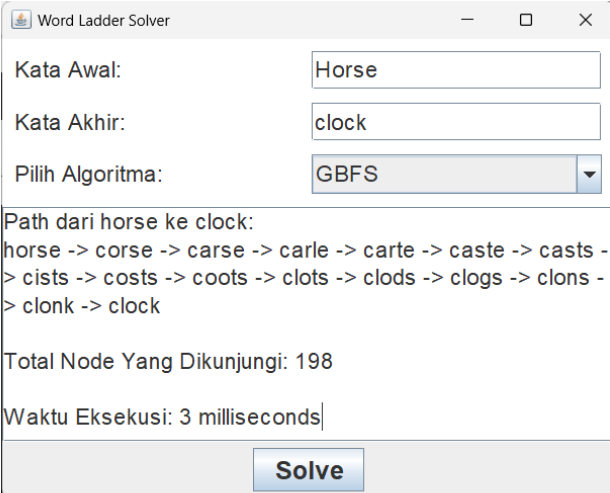 Word Ladder Solver
Kata Awal: Horse
Kata Akhir: clock
Pilih Algoritma: GBFS
Path dari horse ke clock:
horse -> corse -> carse -> carle -> carte -> caste -> casts -
> cists -> costs -> coots -> clots -> clods -> clogs -> clons -
> clonk -> clock
Total Node Yang Dikunjungi: 198
Waktu Eksekusi: 3 milliseconds
Solve